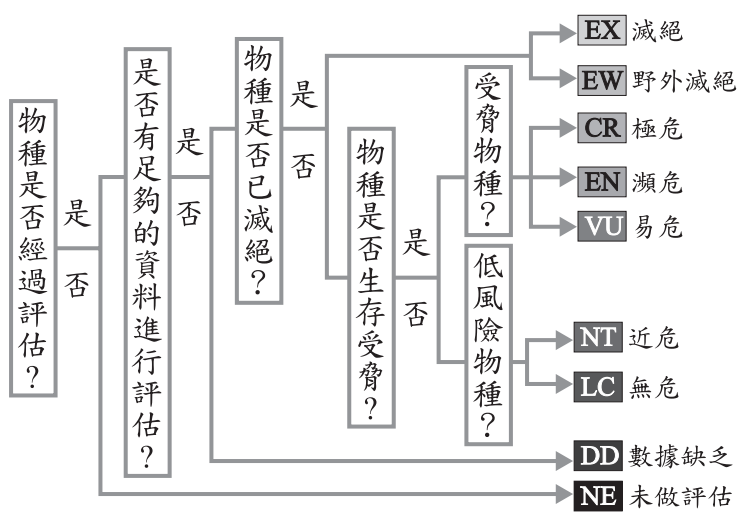 物種是否經過評估？
是
否
是否有足夠的資料進行評估？
是
否
物種是否已滅絕？
是
否
物種是否生存受脅？
是
否
受脅物種？
低風險物種？
EX 滅絕
EW 野外滅絕
CR 極危
EN 瀕危
VU 易危
NT 近危
LC 無危
DD 數據缺乏
NE 未做評估